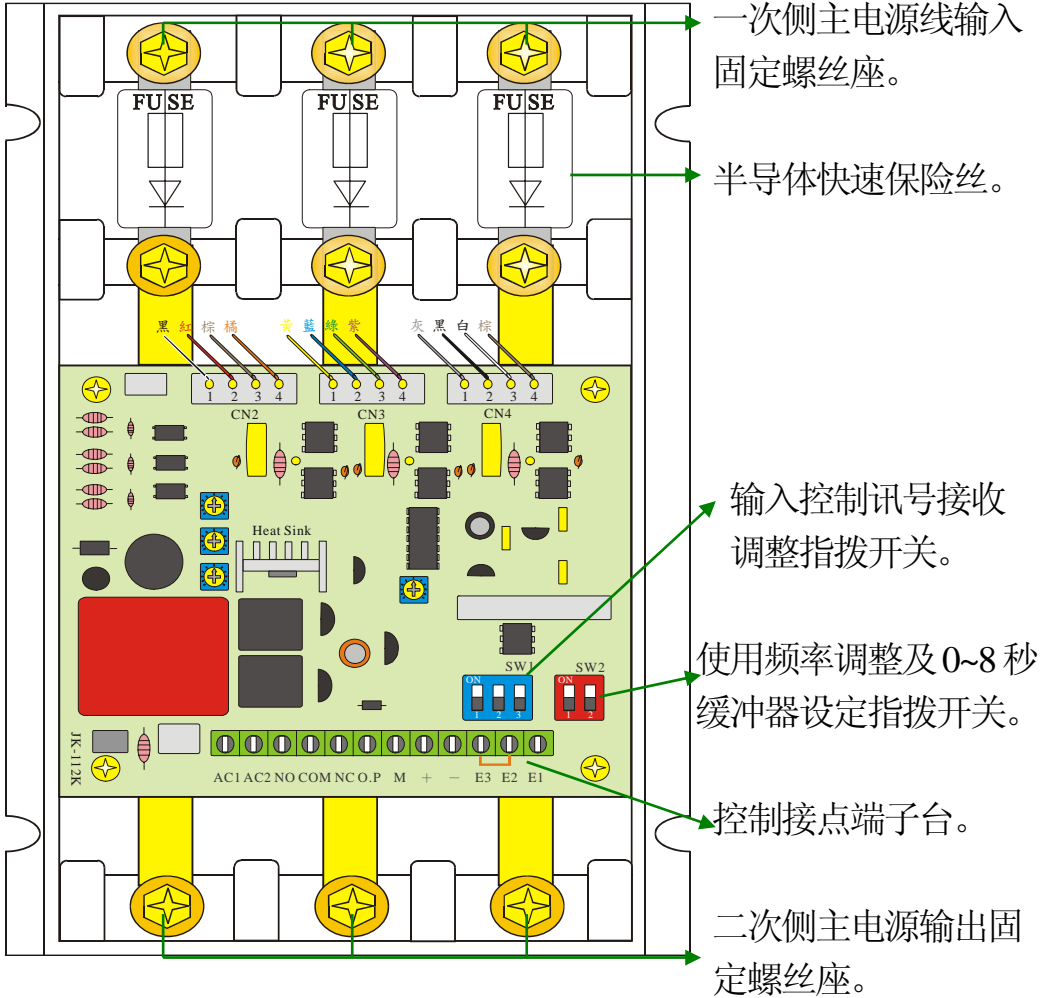 一次侧主电源线输入
固定螺丝座。
FUSE FUSE FUSE
半导体快速保险丝。
黑 紅 棕 橘 黃 藍 綠 紫 灰 黑 白 棕
1 2 3 4 1 2 3 4 1 2 3 4
CN2 CN3 CN4
输入控制讯号接收
调整指拨开关。
Heat Sink
使用频率调整及0~8秒
缓冲器设定指拨开关。
SW1 SW2
ON ON
1 2 3 1 2
JK-112K
AC1 AC2 NO COM NC O.P M + - E3 E2 E1
控制接点端子台。
二次侧主电源输出固
定螺丝座。